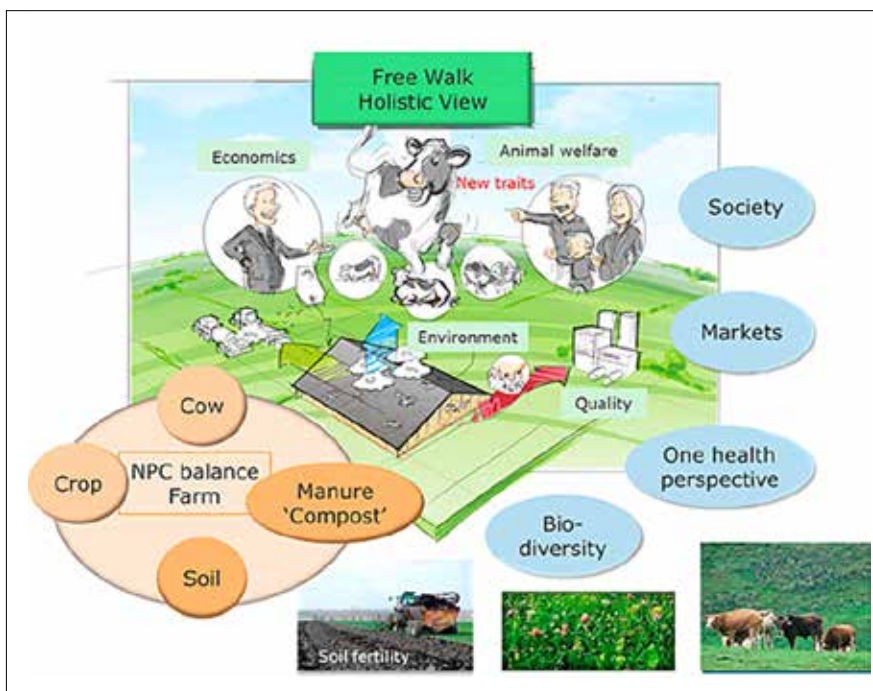 Free Walk
Holistic View
Economics
Animal welfare
New traits
Society
Markets
Environment
Quality
Cow
Crop
NPC balance
Farm
Manure
‘Compost’
Soil
One health
perspective
Bio-
diversity
Soil fertility